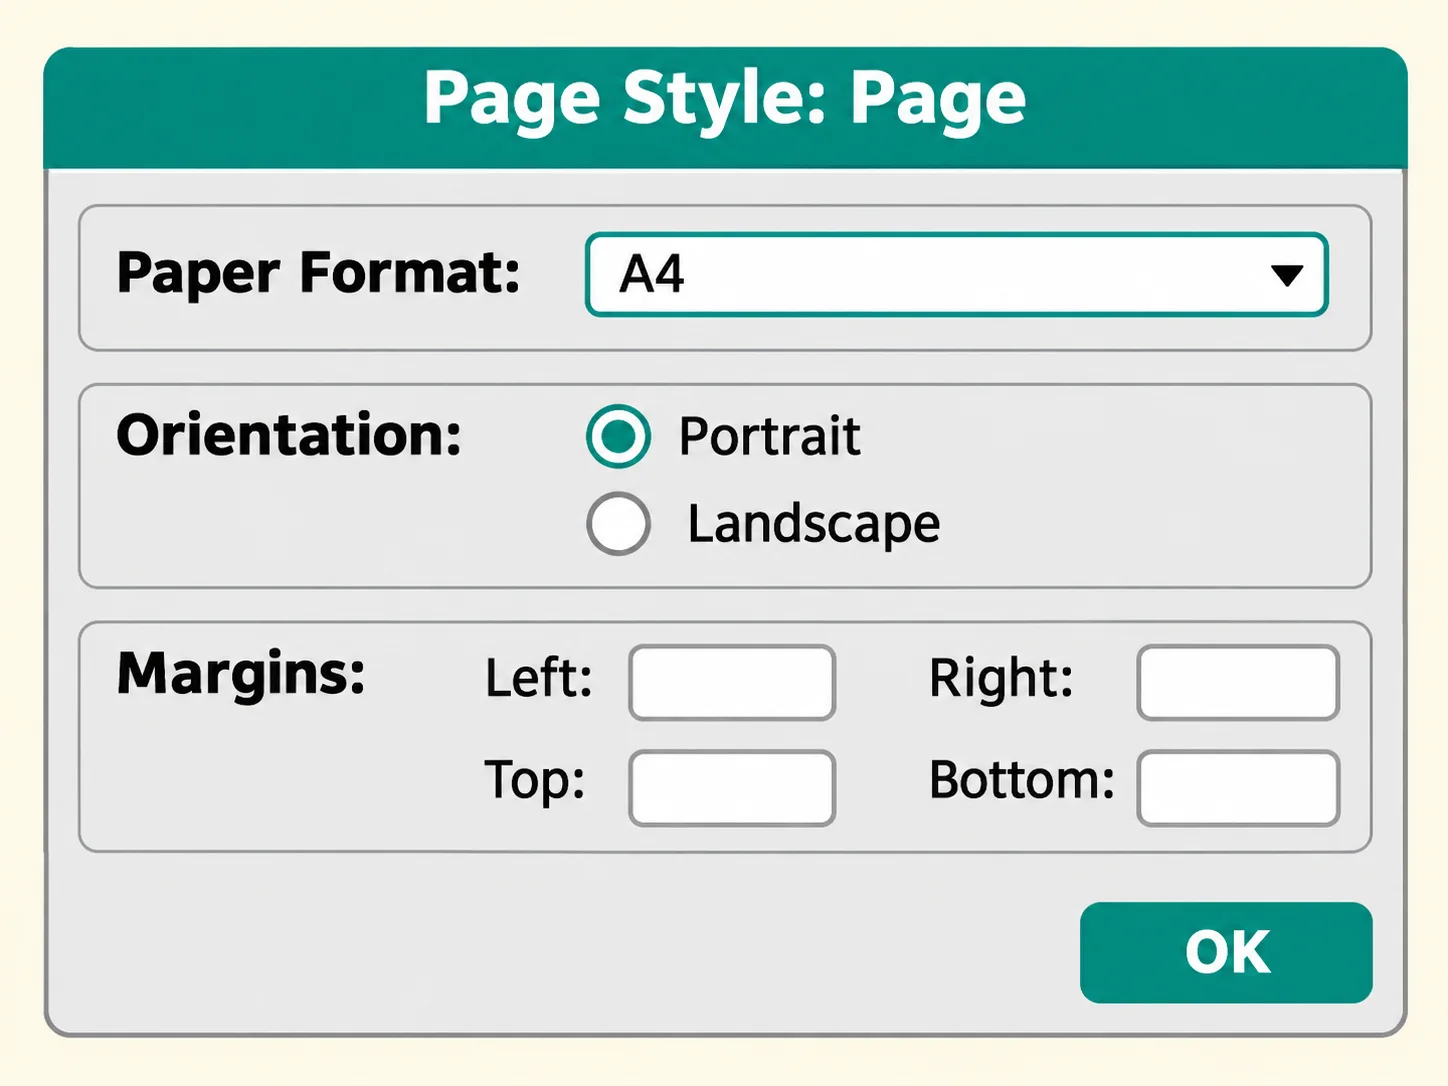 Page Style: Page
Paper Format: A4
Orientation: Portrait
Landscape
Margins: Left: Right:
Top: Bottom:
OK